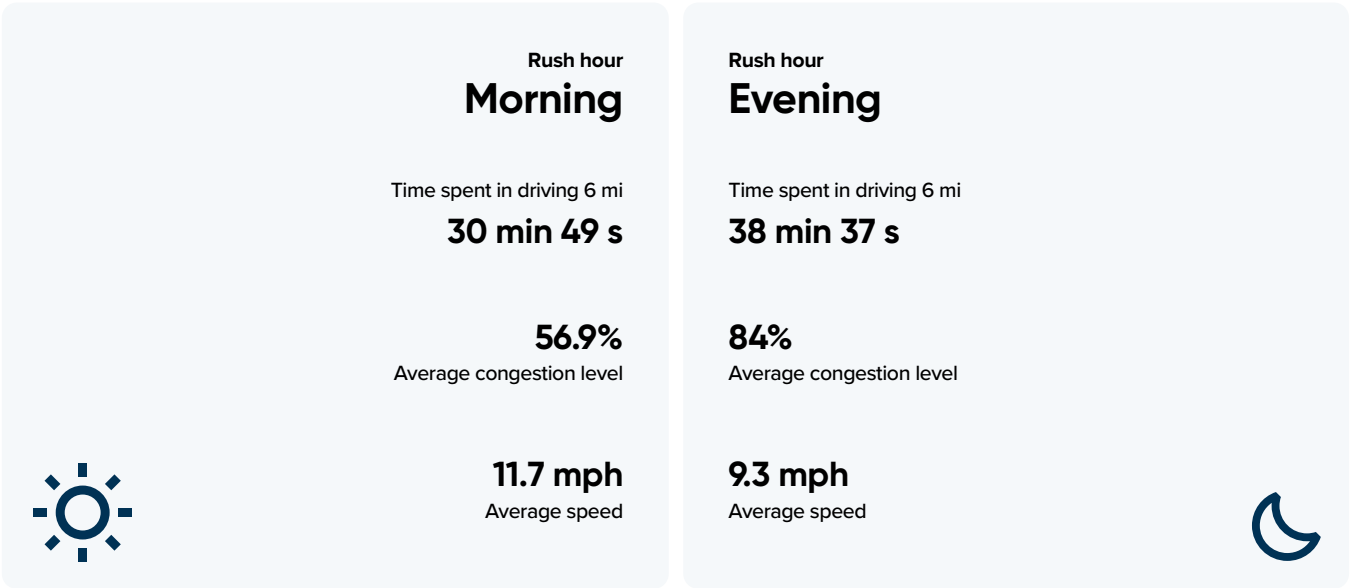 Rush hour
Morning
Time spent in driving 6 mi
30 min 49 s
56.9%
Average congestion level
11.7 mph
Average speed
Rush hour
Evening
Time spent in driving 6 mi
38 min 37 s
84%
Average congestion level
9.3 mph
Average speed